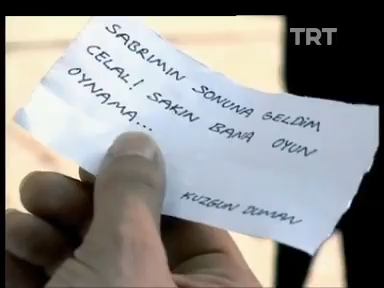 TRT
SABRIMIN SONUNA GELDİM
CELAL! SAKIN BANA OYUN
OYNAMA...
KUZGUN DUMAN